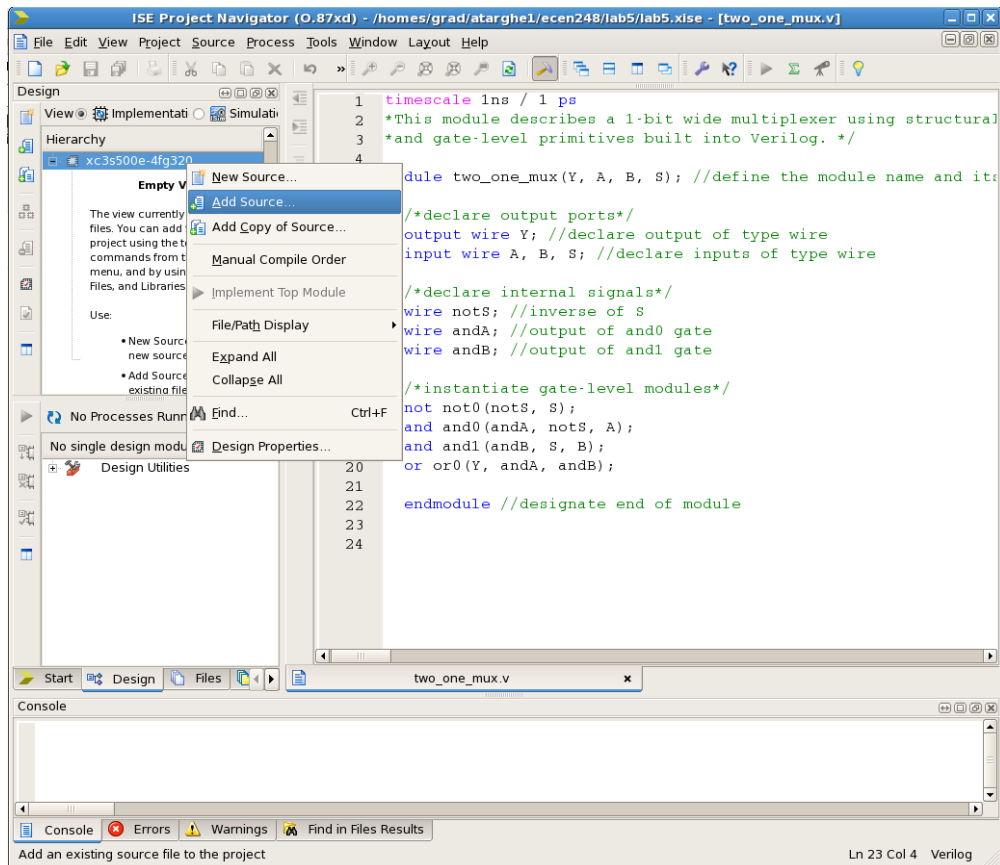 ISE Project Navigator (O.87xd) - /homes/grad/atarghe1/ecen248/lab5/lab5.xise - [two_one_mux.v]
File Edit View Project Source Process Tools Window Layout Help
Design
View Implementati Simulati
Hierarchy
xc3s500e-4fg320
Empty V
The view currently
files. You can add
project using the t
commands from t
menu, and by usin
Files, and Libraries
Use:
•New Sourc
new source
•Add Source
existing file
New Source...
Add Source...
Add Copy of Source...
Manual Compile Order
Implement Top Module
File/Path Display
Expand All
Collapse All
Find... Ctrl+F
Design Properties...
No Processes Runn
No single design modu
Design Utilities
1 timescale 1ns / 1 ps
2 *This module describes a 1-bit wide multiplexer using structural
3 *and gate-level primitives built into Verilog. */
4
dule two_one_mux(Y, A, B, S); //define the module name and its
/*declare output ports*/
output wire Y; //declare output of type wire
input wire A, B, S; //declare inputs of type wire
/*declare internal signals*/
wire notS; //inverse of S
wire andA; //output of and0 gate
wire andB; //output of and1 gate
/*instantiate gate-level modules*/
not not0(notS, S);
and and0(andA, notS, A);
and and1(andB, S, B);
20 or or0(Y, andA, andB);
21
22 endmodule //designate end of module
23
24
Start Design Files
two_one_mux.v
Console
Console Errors Warnings Find in Files Results
Add an existing source file to the project Ln 23 Col 4 Verilog